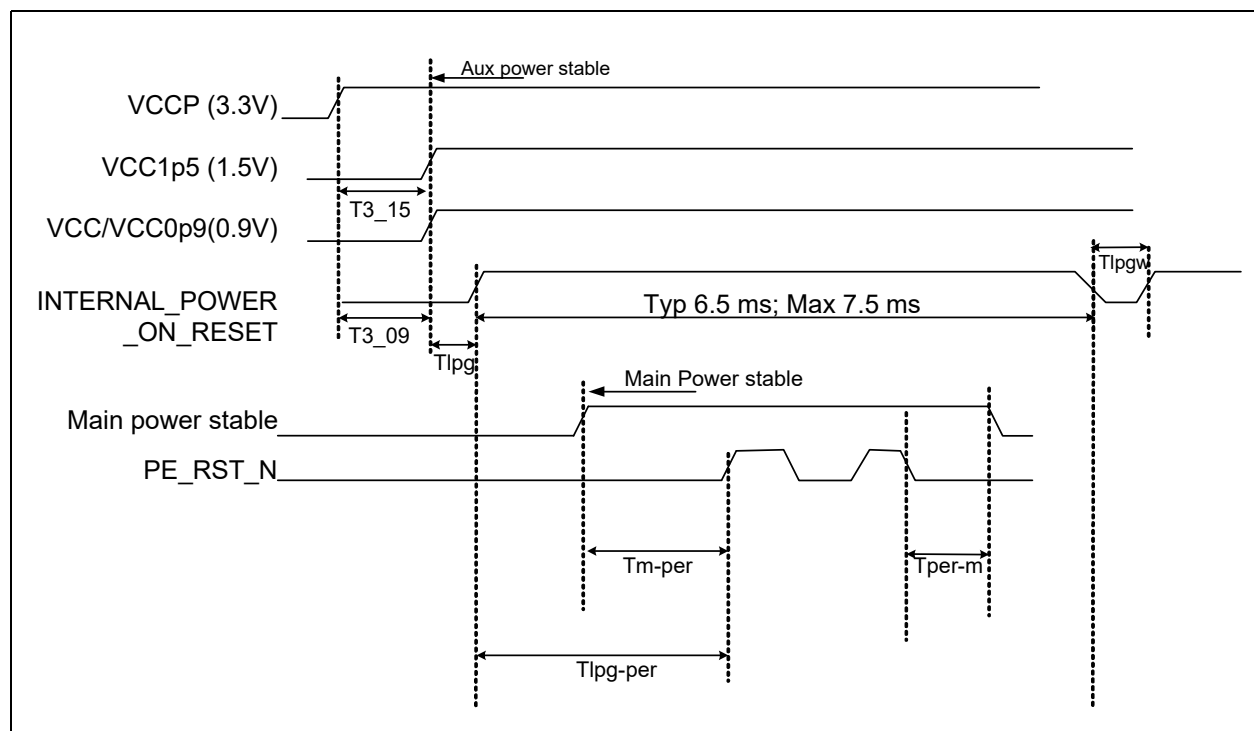 Aux power stable
VCCP (3.3V)
VCC1p5 (1.5V)
T3_15
VCC/VCC0p9(0.9V)
Tlpgw
INTERNAL_POWER
_ON_RESET
Typ 6.5 ms; Max 7.5 ms
T3_09
Tlpg
Main Power stable
Main power stable
PE_RST_N
Tm-per
Tper-m
Tlpg-per